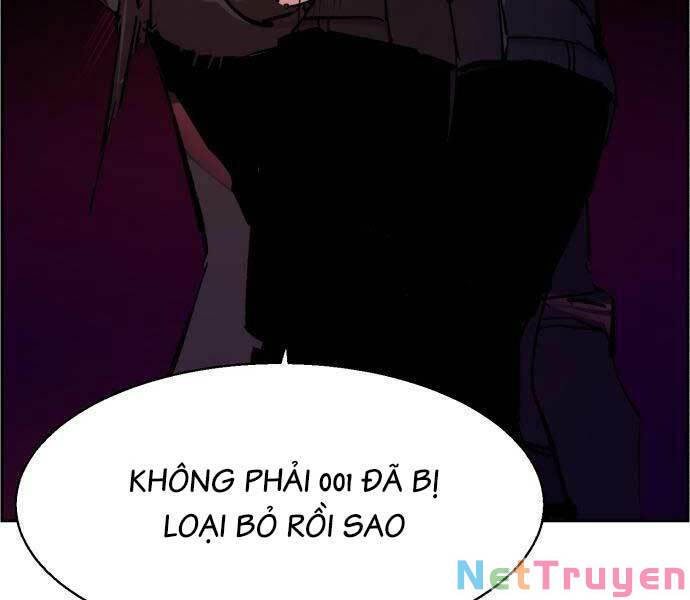 KHÔNG PHẢI 001 ĐÃ BỊ
LOẠI BỎ RỒI SAO
NetTruyen